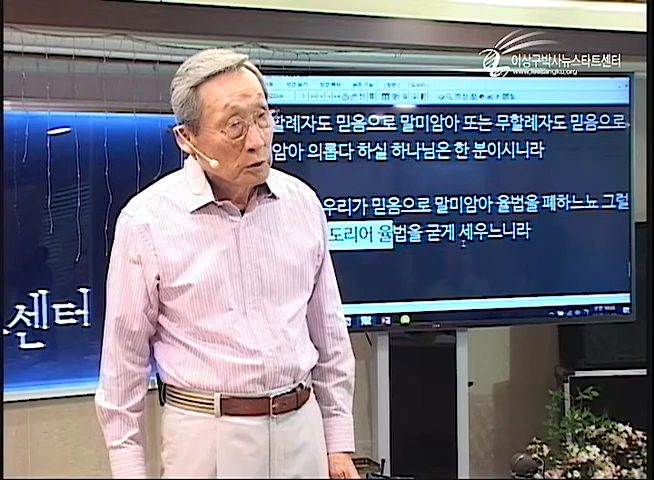 이상구박사뉴스타트센터
www.leesangku.org
할례자도 믿음으로 말미암아 또는 무할례자도 믿음으로
암아 의롭다 하실 하나님은 한 분이시니라
우리가 믿음으로 말미암아 율법을 폐하느뇨 그럴
도리어 율법을 굳게 세우느니라
센터